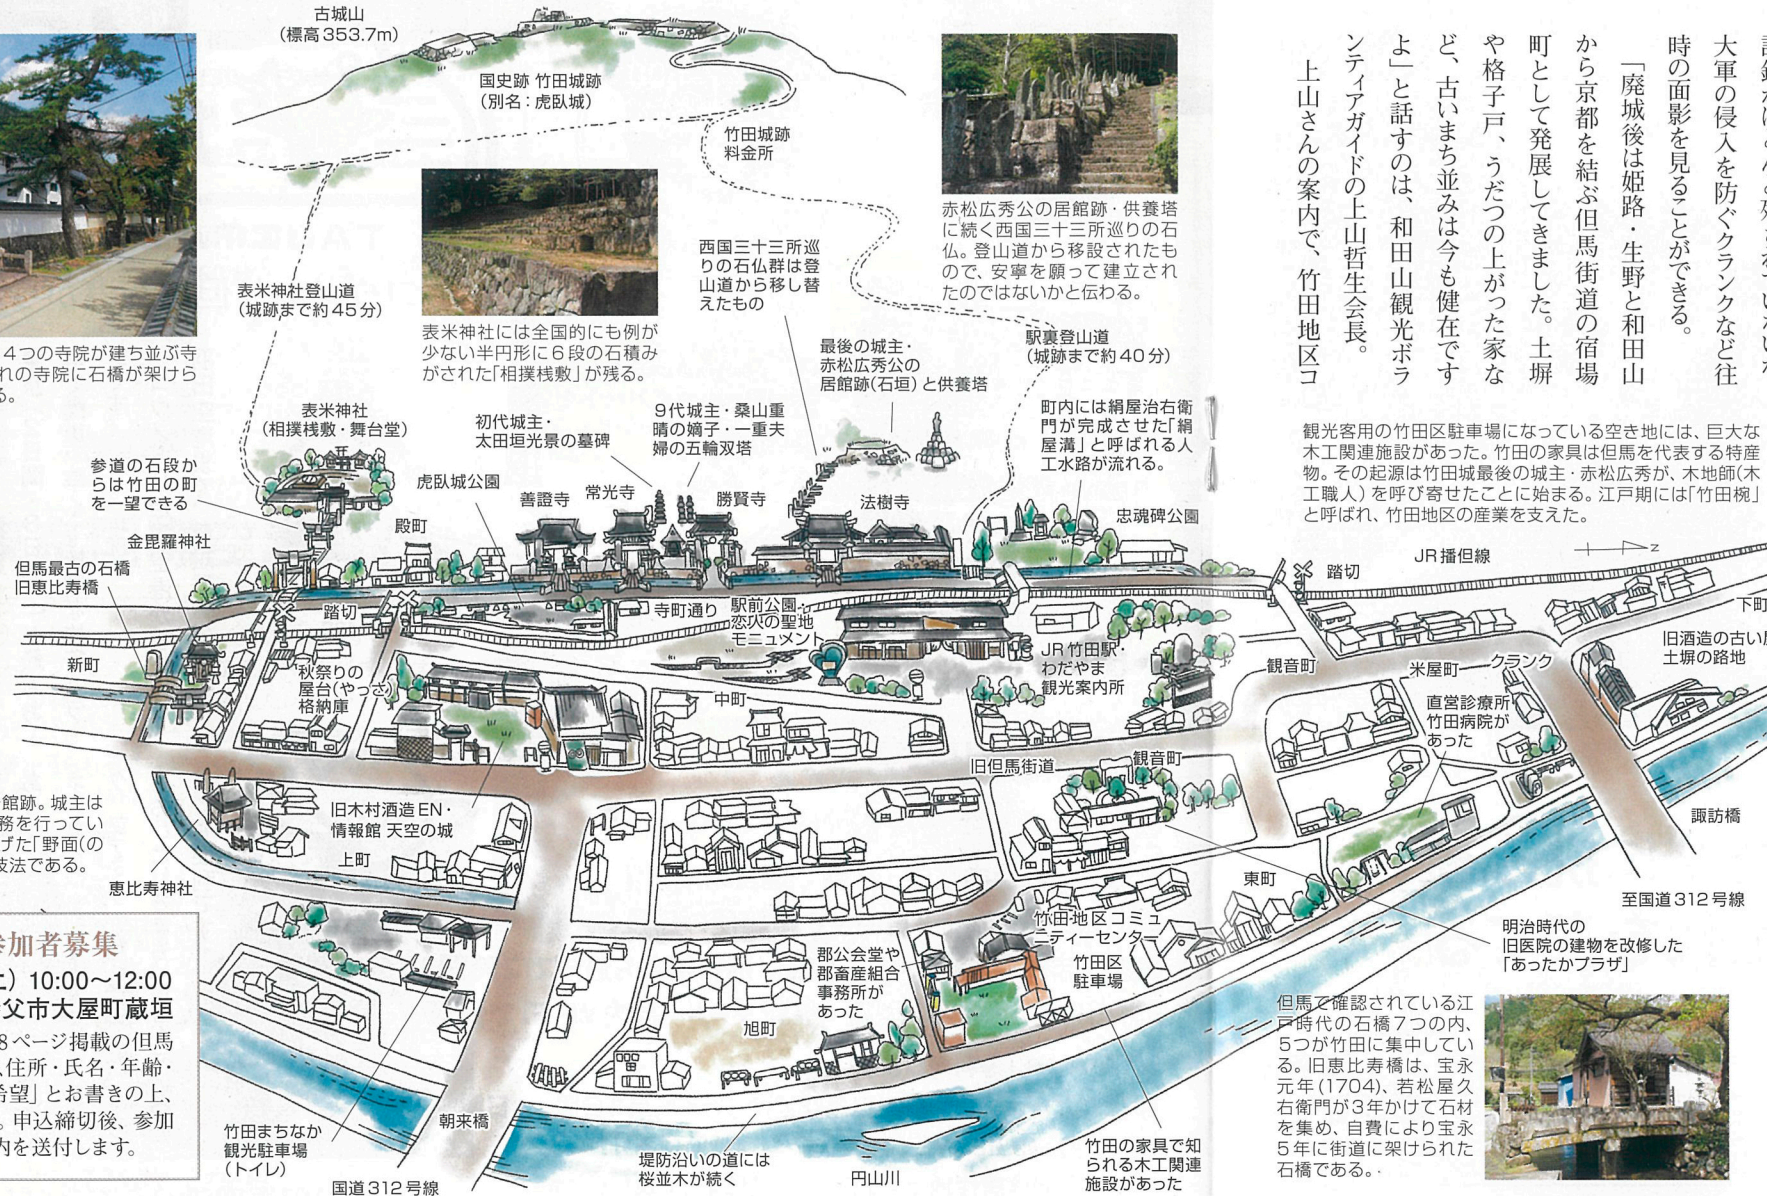 大軍の侵入を防ぐクランクなど往
時の面影を見ることができる。
「廃城後は姫路・生野と和田山
から京都を結ぶ但馬街道の宿場
町として発展してきました。土塀
や格子戸、うだつの上がった家な
ど、古いまち並みは今も健在です
よ」と話すのは、和田山観光ボラ
ンティアガイドの上山哲生会長。
上山さんの案内で、竹田地区コ
古城山
(標高353.7m)
国史跡 竹田城跡
(別名:虎臥城)
竹田城跡
料金所
赤松広秀公の居館跡・供養塔
に続く西国三十三所巡りの石
仏。登山道から移設されたも
ので、安寧を願って建立され
たのではないかと伝わる。
4つの寺院が建ち並ぶ寺
れの寺院に石橋が架けら
る。
表米神社登山道
(城跡まで約45分)
表米神社には全国的にも例が
少ない半円形に6段の石積み
がされた「相撲桟敷」が残る。
西国三十三所巡
りの石仏群は登
山道から移し替
えたもの
最後の城主・
赤松広秀公の
居館跡(石垣)と供養塔
駅裏登山道
(城跡まで約40分)
町内には絹屋治右衛
門が完成させた「絹
屋溝」と呼ばれる人
工水路が流れる。
観光客用の竹田区駐車場になっている空き地には、巨大な
木工関連施設があった。竹田の家具は但馬を代表する特産
物。その起源は竹田城最後の城主・赤松広秀が、木地師(木
工職人)を呼び寄せたことに始まる。江戸期には「竹田椀」
と呼ばれ、竹田地区の産業を支えた。
表米神社
(相撲桟敷・舞台堂)
初代城主・
太田垣光景の墓碑
9代城主・桑山重
晴の嫡子・一重夫
婦の五輪双塔
参道の石段か
らは竹田の町
を一望できる
虎臥城公園
善證寺
常光寺
勝賢寺
法樹寺
忠魂碑公園
殿町
金毘羅神社
但馬最古の石橋
旧恵比寿橋
踏切
寺町通り
駅前公園・
恋人の聖地
モニュメント
JR竹田駅・
わだやま
観光案内所
踏切
JR播但線
Z
下町
旧酒造の古い
土塀の路地
新町
秋祭りの
屋台(やっさ)
格納庫
中町
観音町
米屋町
クランク
直営診療所
竹田病院が
あった
旧但馬街道
観音町
館跡。城主は
務を行ってい
げた「野面(の
技法である。
旧木村酒造EN・
情報館 天空の城
上町
恵比寿神社
諏訪橋
至国道312号線
東町
明治時代の
旧医院の建物を改修した
「あったかプラザ」
竹田地区コミュ
ニティーセンター
竹田区
駐車場
郡公会堂や
郡畜産組合
事務所が
あった
旭町
参加者募集
土)10:00〜12:00
父市大屋町蔵垣
8ページ掲載の但馬
、住所・氏名・年齢・
希望」とお書きの上、
。申込締切後、参加
内を送付します。
竹田まちなか
観光駐車場
(トイレ)
国道312号線
朝来橋
堤防沿いの道には
桜並木が続く
円山川
竹田の家具で知
られる木工関連
施設があった
但馬で確認されている江
戸時代の石橋7つの内、
5つが竹田に集中してい
る。旧恵比寿橋は、宝永
元年(1704)、若松屋久
右衛門が3年かけて石材
を集め、自費により宝永
5年に街道に架けられた
石橋である。